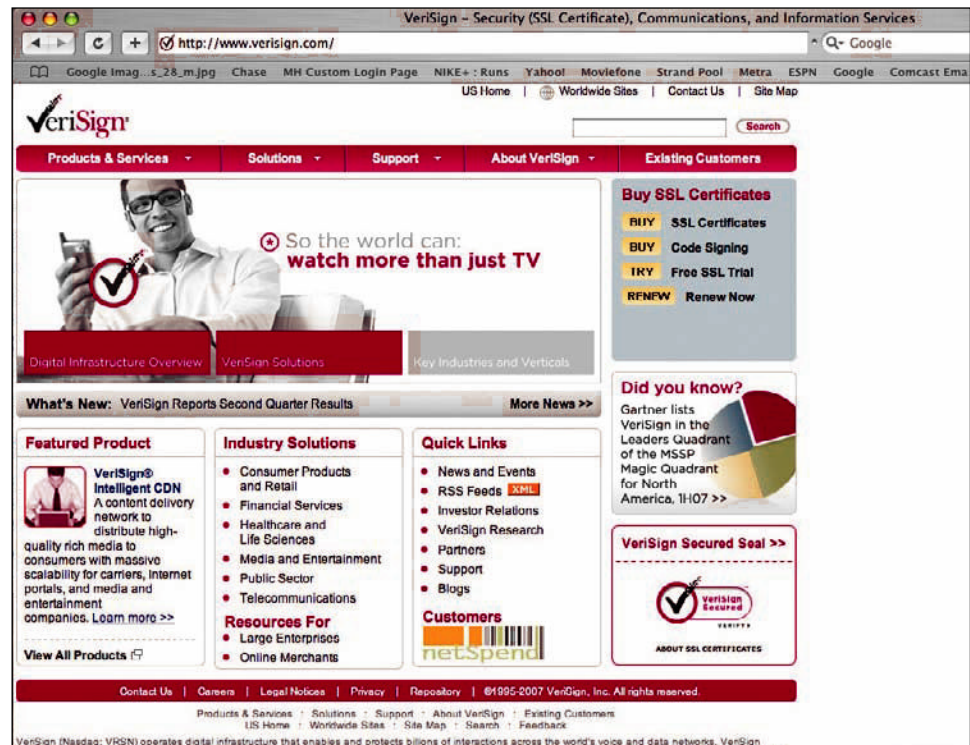 VeriSign – Security (SSL Certificate), Communications, and Information Services
http://www.verisign.com/
Google
Google Imag...s_28_m.jpg Chase MH Custom Login Page NIKE+ : Runs Yahoo! Moviefone Strand Pool Metra ESPN Google Comcast Ema
US Home | Worldwide Sites | Contact Us | Site Map
VeriSign
Search
Products & Services Solutions Support About VeriSign Existing Customers
So the world can:
watch more than just TV
Digital Infrastructure Overview VeriSign Solutions Key Industries and Verticals
Buy SSL Certificates
BUY SSL Certificates
BUY Code Signing
TRY Free SSL Trial
RENEW Renew Now
What's New: VeriSign Reports Second Quarter Results More News >>
Did you know?
Gartner lists
VeriSign in the
Leaders Quadrant
of the MSSP
Magic Quadrant
for North
America, 1H07 >>
Featured Product
VeriSign®
Intelligent CDN
A content delivery
network to
distribute high-
quality rich media to
consumers with massive
scalability for carriers, Internet
portals, and media and
entertainment
companies. Learn more >>
View All Products
Industry Solutions
Consumer Products
and Retail
Financial Services
Healthcare and
Life Sciences
Media and Entertainment
Public Sector
Telecommunications
Resources For
Large Enterprises
Online Merchants
Quick Links
News and Events
RSS Feeds XML
Investor Relations
VeriSign Research
Partners
Support
Blogs
Customers
netSpend
VeriSign Secured Seal >>
VeriSign
Secured
VERIFY
ABOUT SSL CERTIFICATES
Contact Us | Careers | Legal Notices | Privacy | Repository | ©1995-2007 VeriSign, Inc. All rights reserved.
Products & Services : Solutions : Support : About VeriSign : Existing Customers
US Home : Worldwide Sites : Site Map : Search : Feedback
VeriSign (Nasdaq: VRSN) operates digital infrastructure that enables and protects billions of interactions across the world's voice and data networks. VeriSign